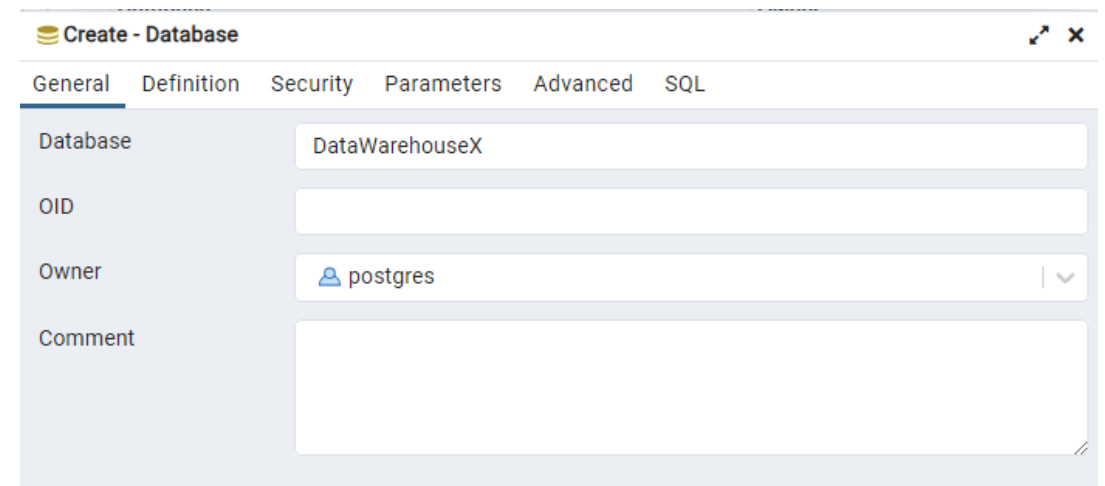 Create - Database
General Definition Security Parameters Advanced SQL
Database DataWarehouseX
OID
Owner postgres
Comment